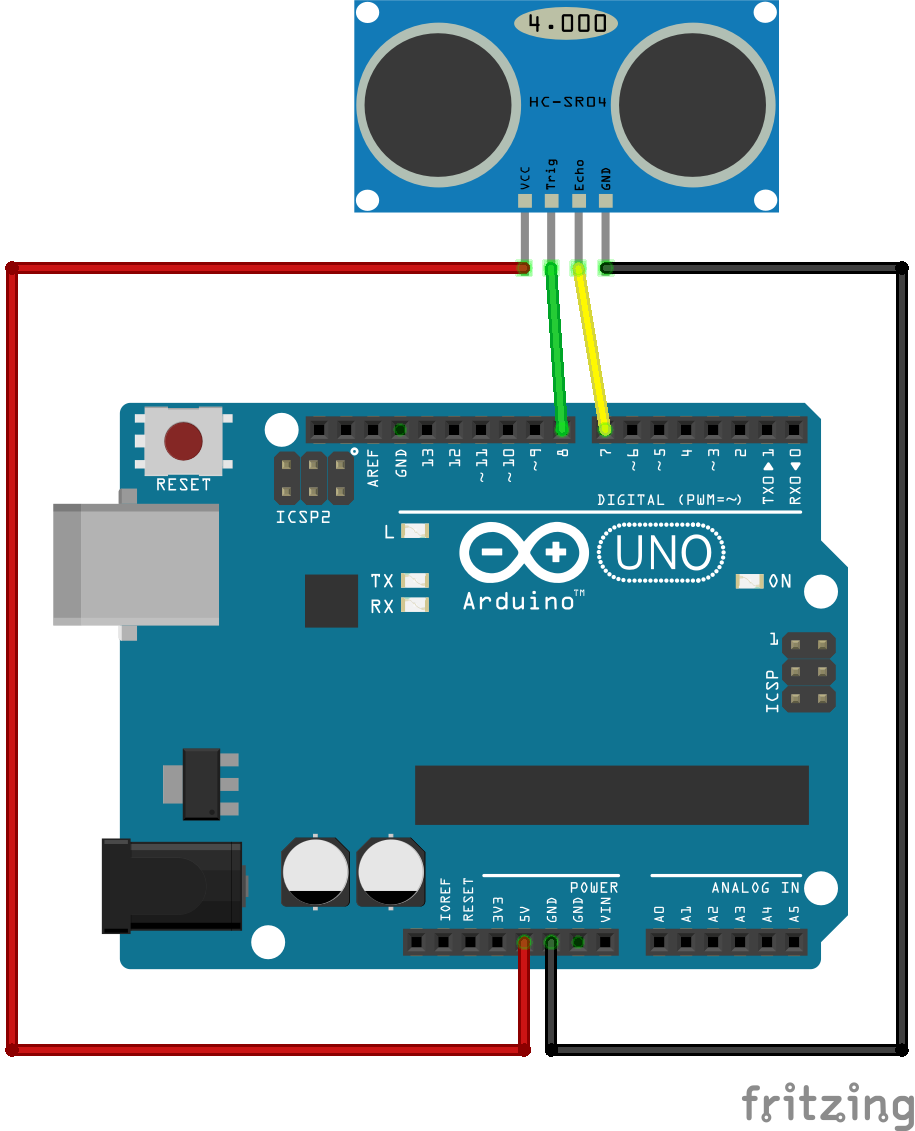 4.000
HC-SR04
VCC
Trig
Echo
GND
RESET
ICSP2
AREF
GND
13
12
~11
~10
~9
8
7
~6
~5
4
~3
2
TX0▶1
RX0◀0
DIGITAL (PWM=~)
L
TX
RX
Arduino™
UNO
ON
1
ICSP
POWER
ANALOG IN
IOREF
RESET
3V3
5V
GND
GND
VIN
A0
A1
A2
A3
A4
A5
fritzing